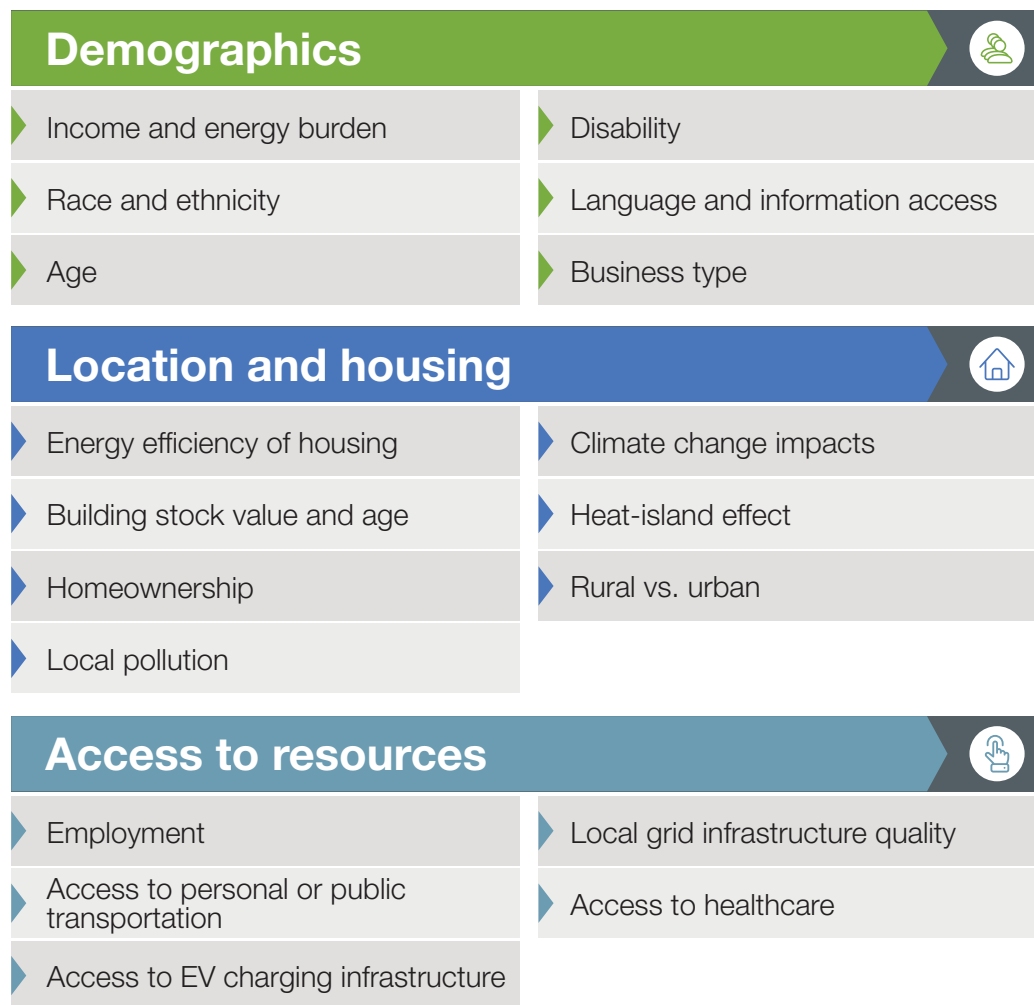 Demographics
Income and energy burden
Race and ethnicity
Age
Disability
Language and information access
Business type
Location and housing
Energy efficiency of housing
Building stock value and age
Homeownership
Local pollution
Climate change impacts
Heat-island effect
Rural vs. urban
Access to resources
Employment
Access to personal or public
transportation
Access to EV charging infrastructure
Local grid infrastructure quality
Access to healthcare